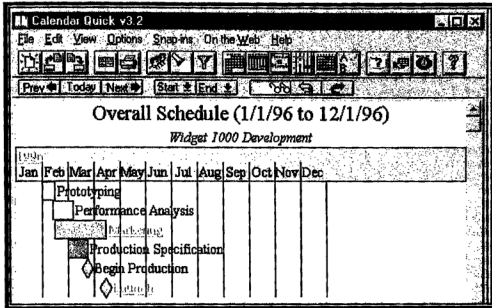 Calendar Quick v3.2
File Edit View Options Snap-ins On the Web Help
Prev Today Next Start End
Overall Schedule (1/1/96 to 12/1/96)
Widget 1000 Development
1996
Jan Feb Mar Apr May Jun Jul Aug Sep Oct Nov Dec
Prototyping
Performance Analysis
Marketing
Production Specification
Begin Production
Launch